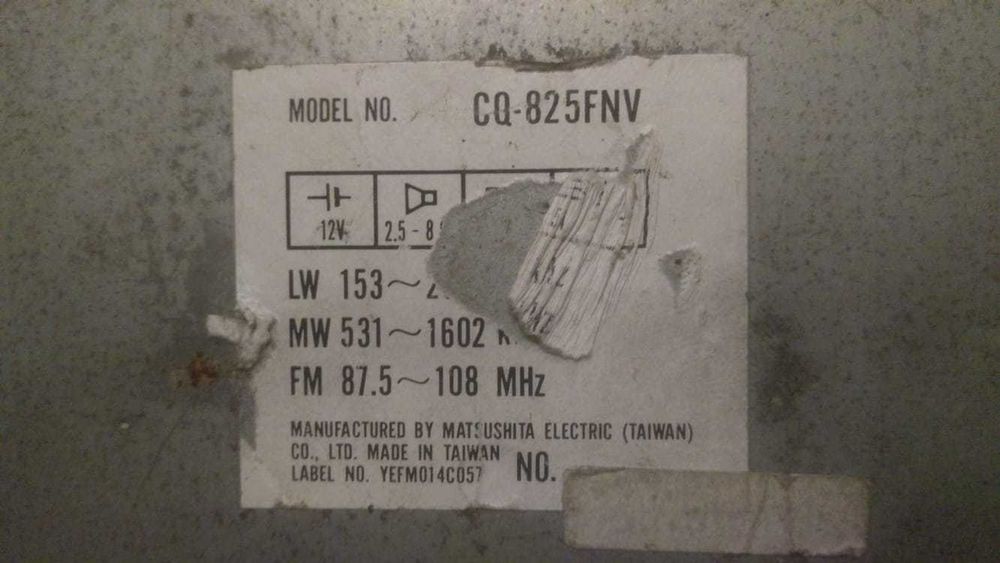 MODEL NO. CQ-825FNV
12V 2.5 - 8
LW 153~
MW 531~1602
FM 87.5~108 MHz
MANUFACTURED BY MATSUSHITA ELECTRIC (TAIWAN)
CO., LTD. MADE IN TAIWAN
LABEL NO. YEFM014C057 NO.